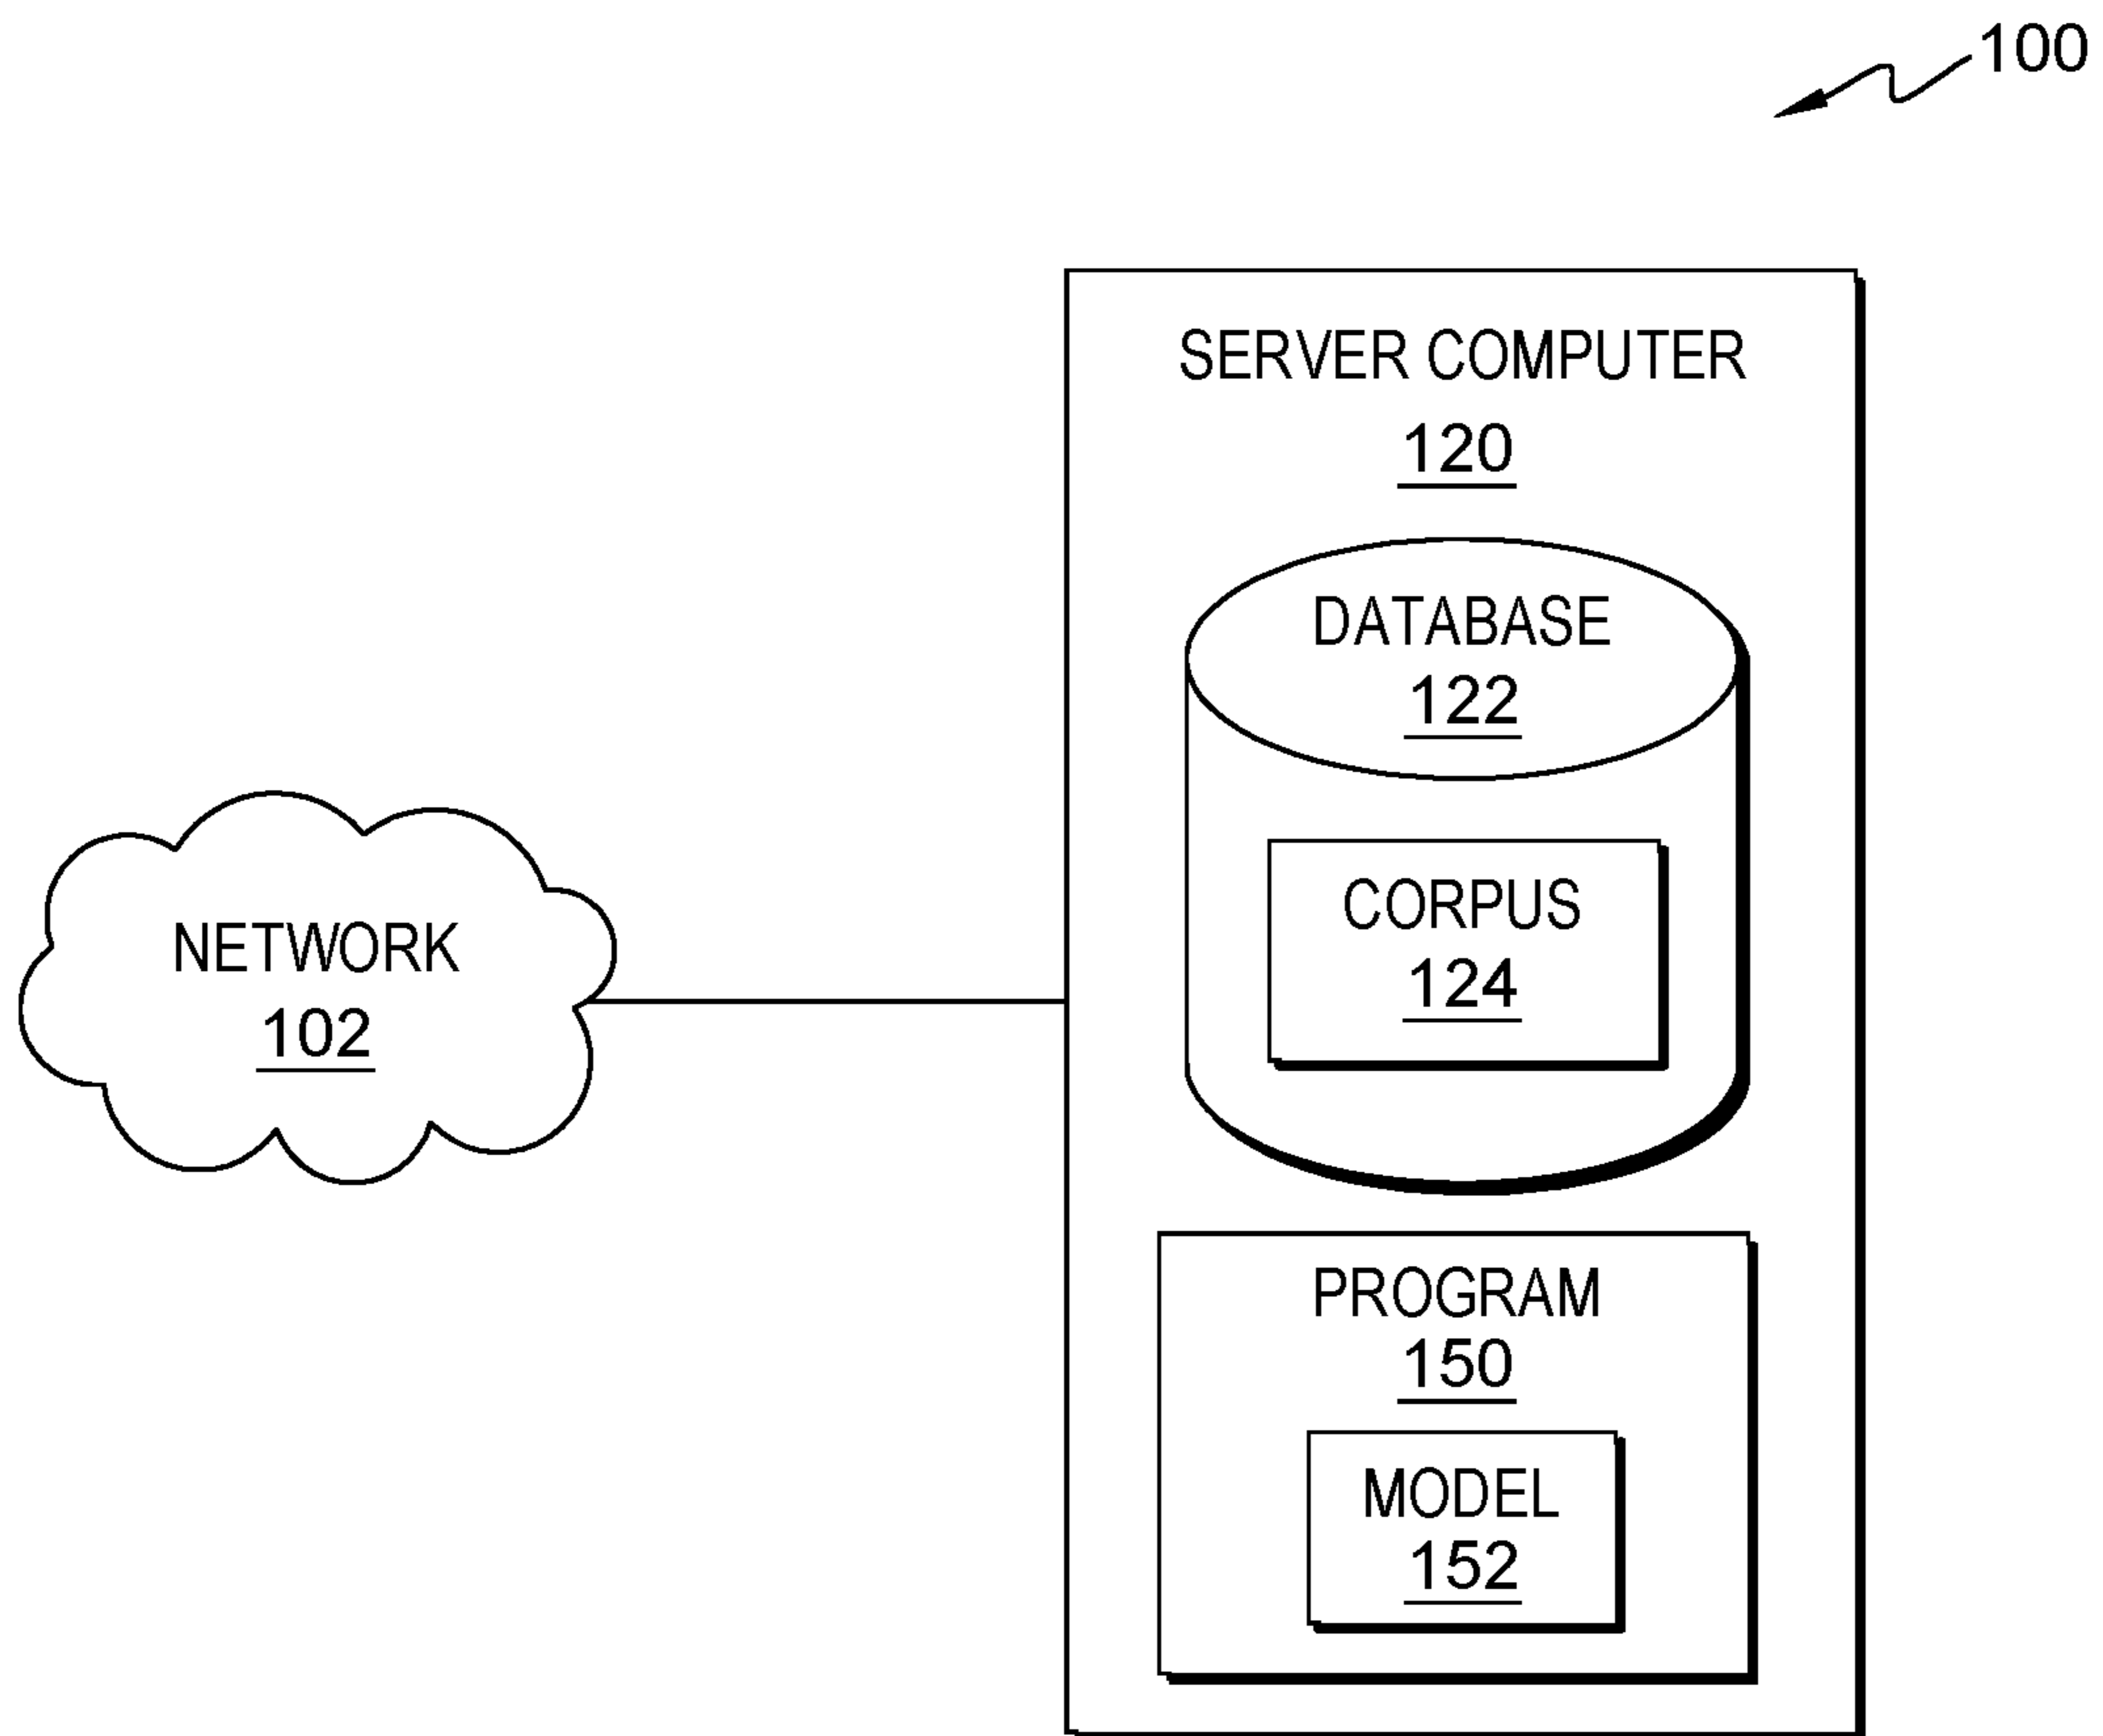 100
SERVER COMPUTER
120
DATABASE
122
CORPUS
124
NETWORK
102
PROGRAM
150
MODEL
152